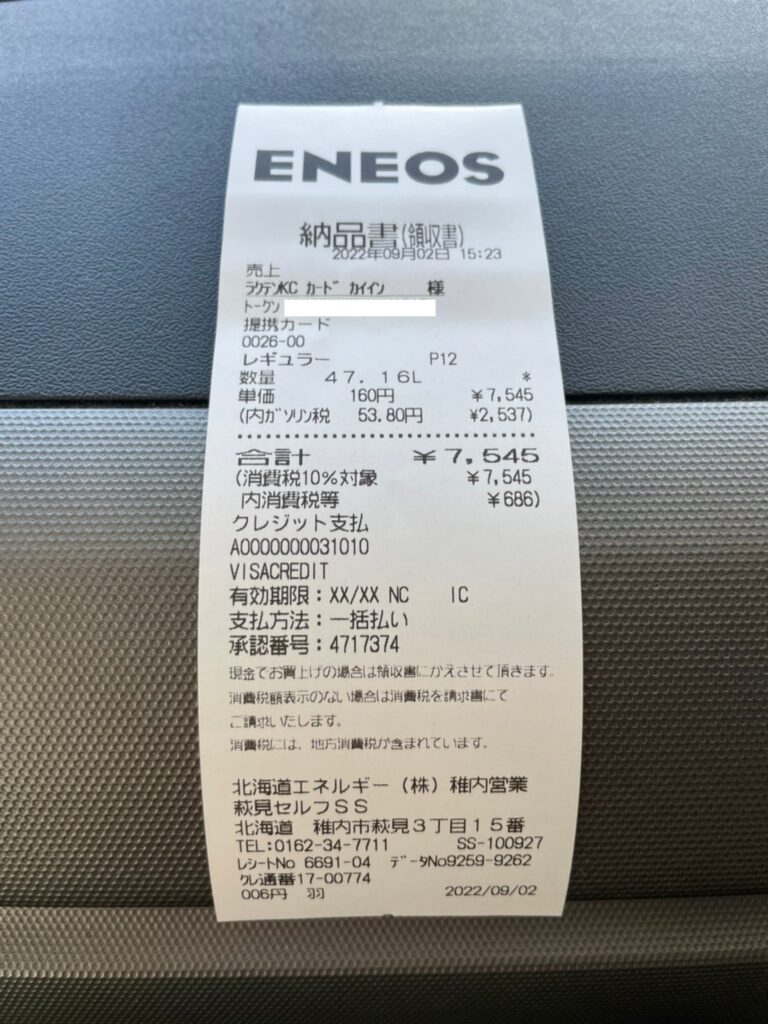 ENEOS
納品書(領収書)
2022年09月02日 15:23
売上
ラクテンKC カード カイイン 様
トークン
提携カード
0026-00
レギュラー P12
数量 47.16L *
単価 160円 ¥7,545
(内ガソリン税 53.80円 ¥2,537)
合計 ¥7,545
(消費税10%対象 ¥7,545
内消費税等 ¥686)
クレジット支払
A0000000031010
VISACREDIT
有効期限:XX/XX NC IC
支払方法:一括払い
承認番号:4717374
現金でお買上げの場合は領収書にかえさせて頂きます。
消費税額表示のない場合は消費税を請求書にて
ご請求いたします。
消費税には、地方消費税が含まれています。
北海道エネルギー(株)稚内営業
萩見セルフSS
北海道 稚内市萩見3丁目15番
TEL:0162-34-7711 SS-100927
レシートNo 6691-04 データNo9259-9262
クレ通番17-00774
006円 羽 2022/09/02